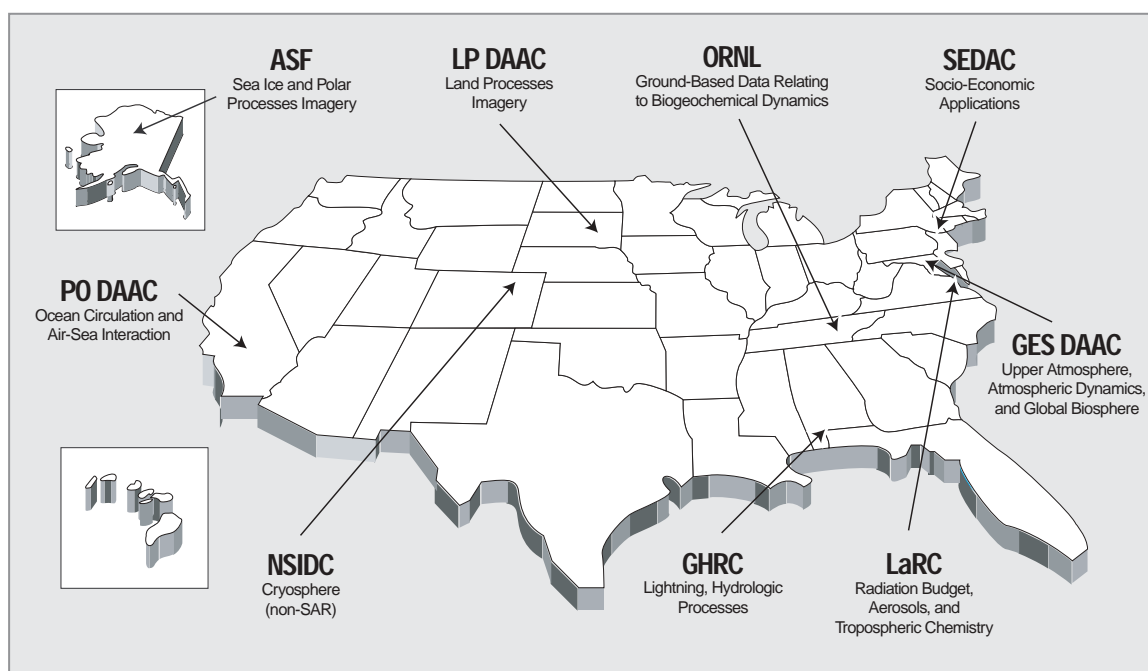 ASF
Sea Ice and Polar
Processes Imagery
LP DAAC
Land Processes
Imagery
ORNL
Ground-Based Data Relating
to Biogeochemical Dynamics
SEDAC
Socio-Economic
Applications
PO DAAC
Ocean Circulation and
Air-Sea Interaction
GES DAAC
Upper Atmosphere,
Atmospheric Dynamics,
and Global Biosphere
NSIDC
Cryosphere
(non-SAR)
GHRC
Lightning, Hydrologic
Processes
LaRC
Radiation Budget,
Aerosols, and
Tropospheric Chemistry